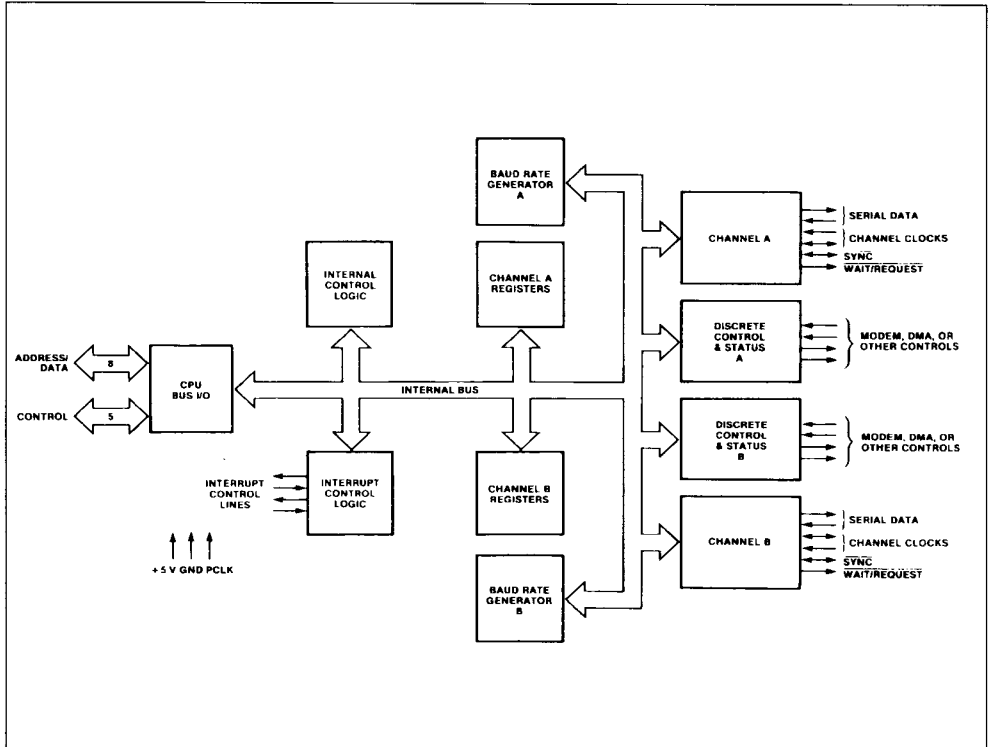 BAUD RATE
GENERATOR
A
INTERNAL
CONTROL
LOGIC
CHANNEL A
REGISTERS
CHANNEL A
SERIAL DATA
CHANNEL CLOCKS
SYNC
WAIT/REQUEST
DISCRETE
CONTROL
& STATUS
A
MODEM, DMA, OR
OTHER CONTROLS
ADDRESS/
DATA
8
CPU
BUS I/O
CONTROL
5
INTERNAL BUS
DISCRETE
CONTROL
& STATUS
B
MODEM, DMA, OR
OTHER CONTROLS
INTERRUPT
CONTROL
LINES
INTERRUPT
CONTROL
LOGIC
CHANNEL B
REGISTERS
CHANNEL B
SERIAL DATA
CHANNEL CLOCKS
SYNC
WAIT/REQUEST
+5 V GND PCLK
BAUD RATE
GENERATOR
B